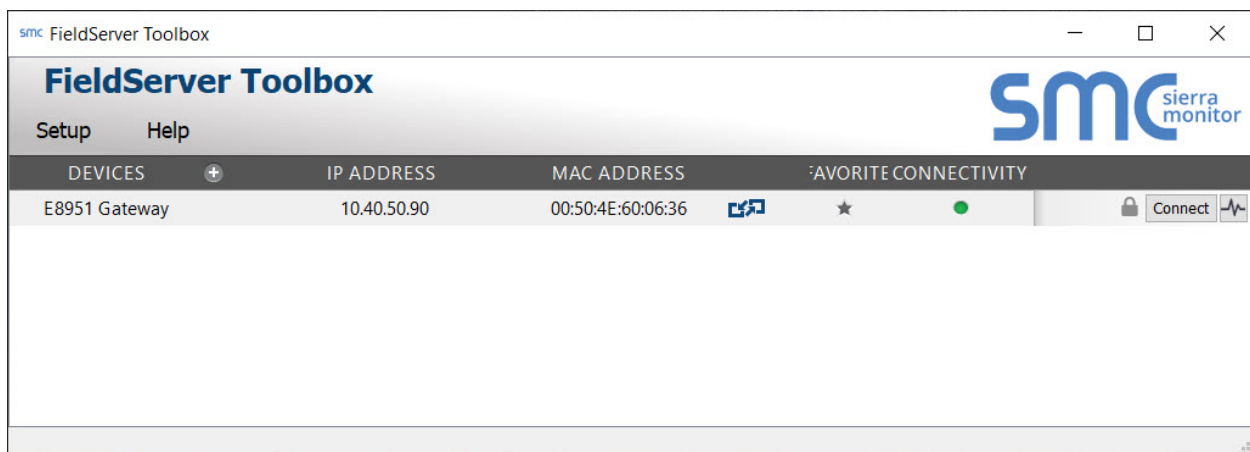 smc FieldServer Toolbox
FieldServer Toolbox
smc sierra monitor
Setup Help
DEVICES IP ADDRESS MAC ADDRESS AVORITE CONNECTIVITY
E8951 Gateway 10.40.50.90 00:50:4E:60:06:36 Connect